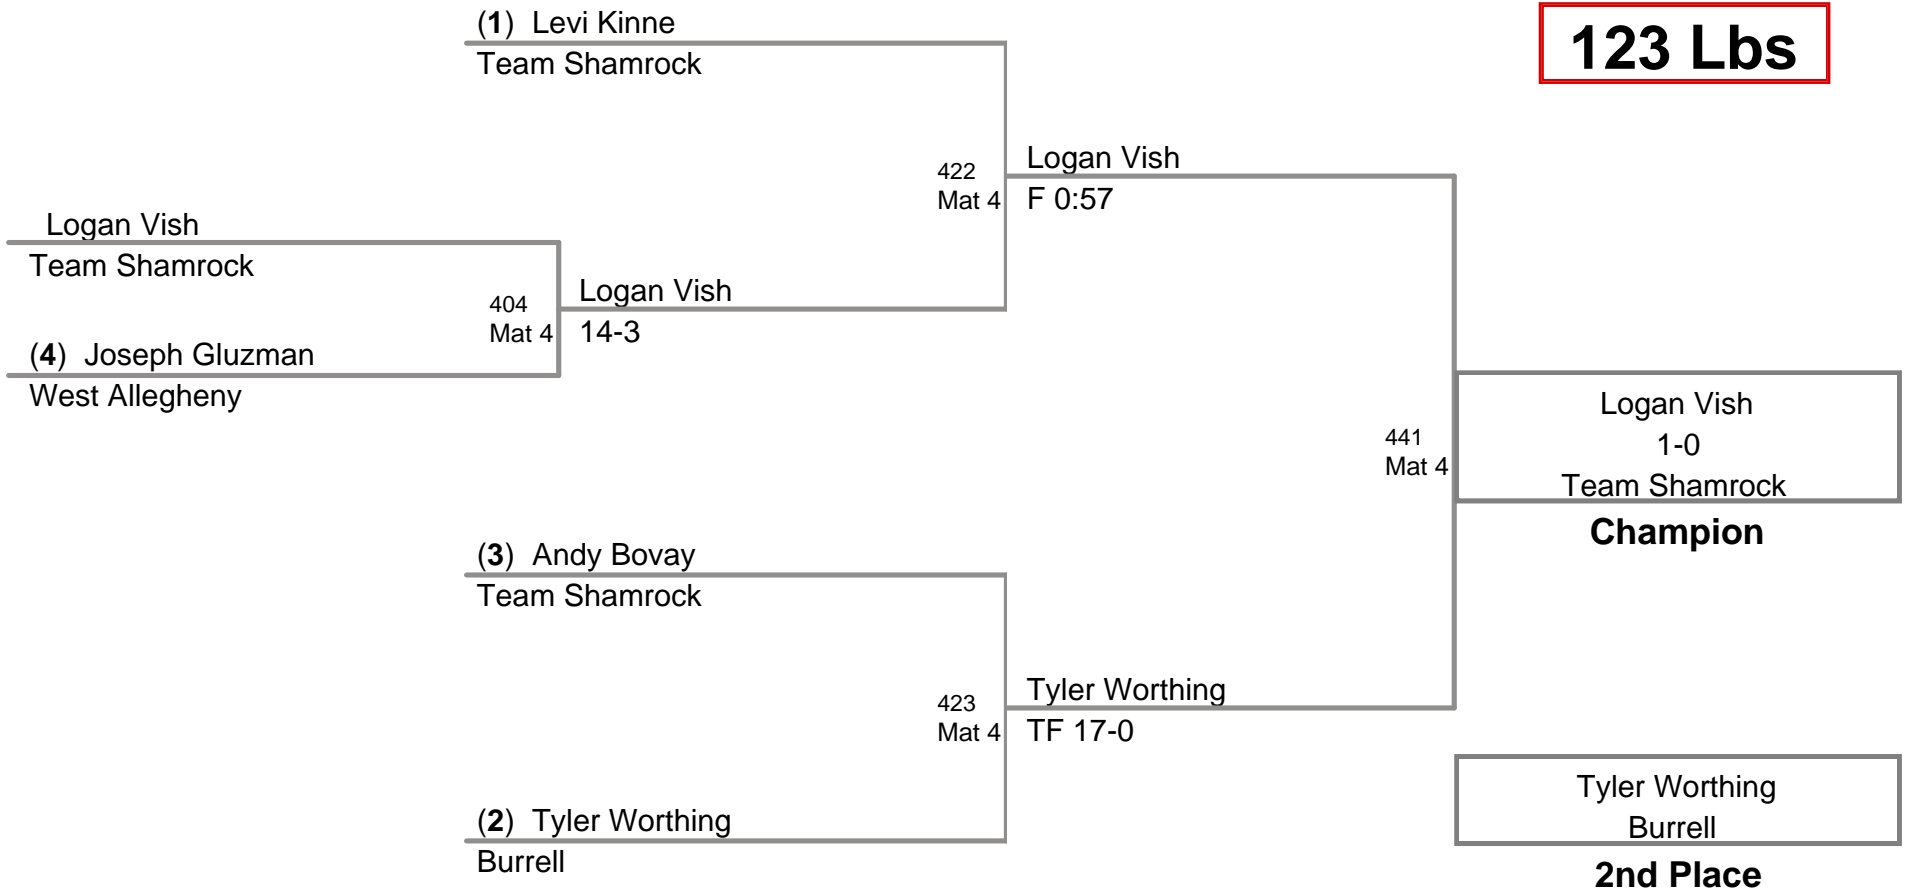 (1) Levi Kinne
Team Shamrock
123 Lbs
422
Mat 4
Logan Vish
F 0:57
Logan Vish
Team Shamrock
404
Mat 4
Logan Vish
14-3
(4) Joseph Gluzman
West Allegheny
441
Mat 4
Logan Vish
1-0
Team Shamrock
Champion
(3) Andy Bovay
Team Shamrock
423
Mat 4
Tyler Worthing
TF 17-0
(2) Tyler Worthing
Burrell
Tyler Worthing
Burrell
2nd Place